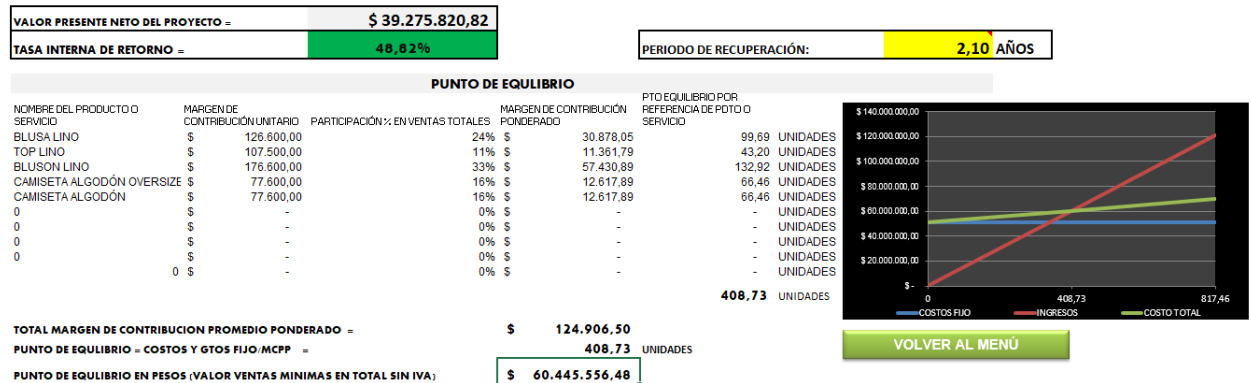 VALOR PRESENTE NETO DEL PROYECTO = $ 39.275.820,82
TASA INTERNA DE RETORNO = 48,82% PERIODO DE RECUPERACIÓN: 2,10 AÑOS
PUNTO DE EQULIBRIO
NOMBRE DEL PRODUCTO O SERVICIO MARGEN DE CONTRIBUCIÓN UNITARIO PARTICIPACIÓN % EN VENTAS TOTALES MARGEN DE CONTRIBUCIÓN PONDERADO PTO EQUILIBRIO POR REFERENCIA DE PDTO O SERVICIO
BLUSA LINO $ 126.600,00 24% $ 30.878,05 99,69 UNIDADES
TOP LINO $ 107.500,00 11% $ 11.361,79 43,20 UNIDADES
BLUSON LINO $ 176.600,00 33% $ 57.430,89 132,92 UNIDADES
CAMISETA ALGODÓN OVERSIZE $ 77.600,00 16% $ 12.617,89 66,46 UNIDADES
CAMISETA ALGODÓN $ 77.600,00 16% $ 12.617,89 66,46 UNIDADES
0 $ - 0% $ - - UNIDADES
0 $ - 0% $ - - UNIDADES
0 $ - 0% $ - - UNIDADES
0 $ - 0% $ - - UNIDADES
0 $ - 0% $ - - UNIDADES
408,73 UNIDADES
TOTAL MARGEN DE CONTRIBUCION PROMEDIO PONDERADO = $ 124.906,50
PUNTO DE EQULIBRIO = COSTOS Y GTOS FIJO/MCPP = 408,73 UNIDADES
PUNTO DE EQULIBRIO EN PESOS (VALOR VENTAS MINIMAS EN TOTAL SIN IVA) $ 60.445.556,48
$ 140.000.000,00
$ 120.000.000,00
$ 100.000.000,00
$ 80.000.000,00
$ 60.000.000,00
$ 40.000.000,00
$ 20.000.000,00
$ -
0 408,73 817,46
COSTOS FIJO INGRESOS COSTO TOTAL
VOLVER AL MENÚ